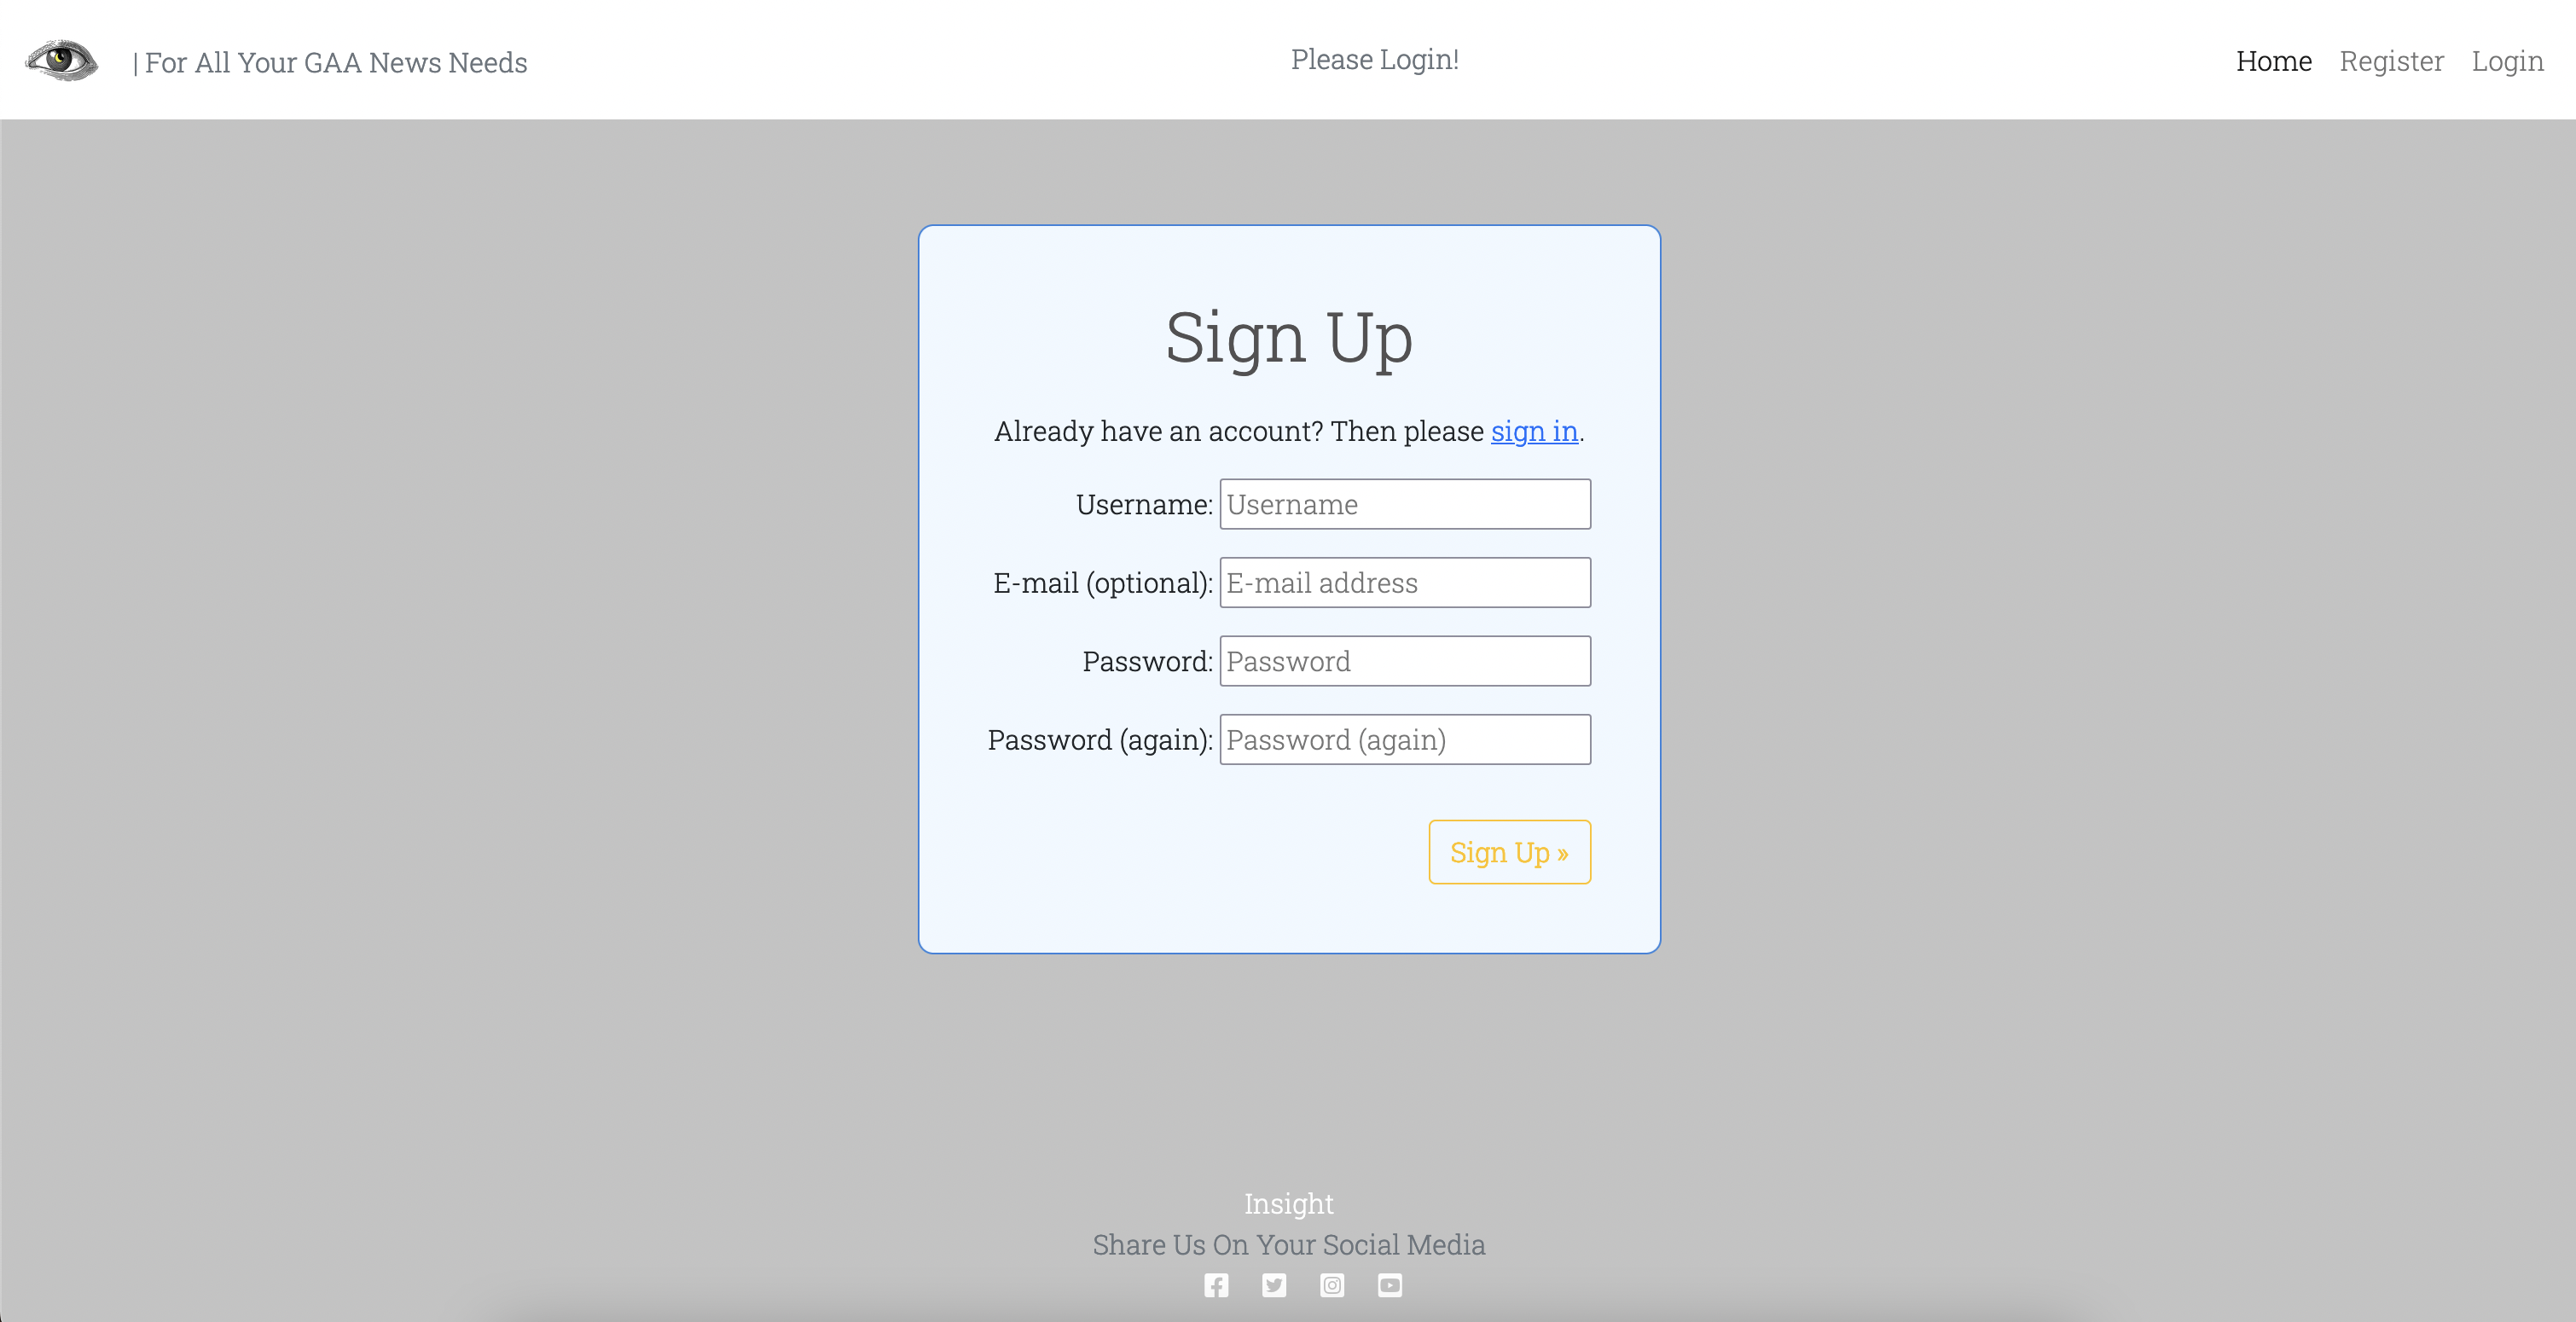 | For All Your GAA News Needs
Please Login!
Home Register Login
Sign Up
Already have an account? Then please sign in.
Username: Username
E-mail (optional): E-mail address
Password: Password
Password (again): Password (again)
Sign Up »
Insight
Share Us On Your Social Media